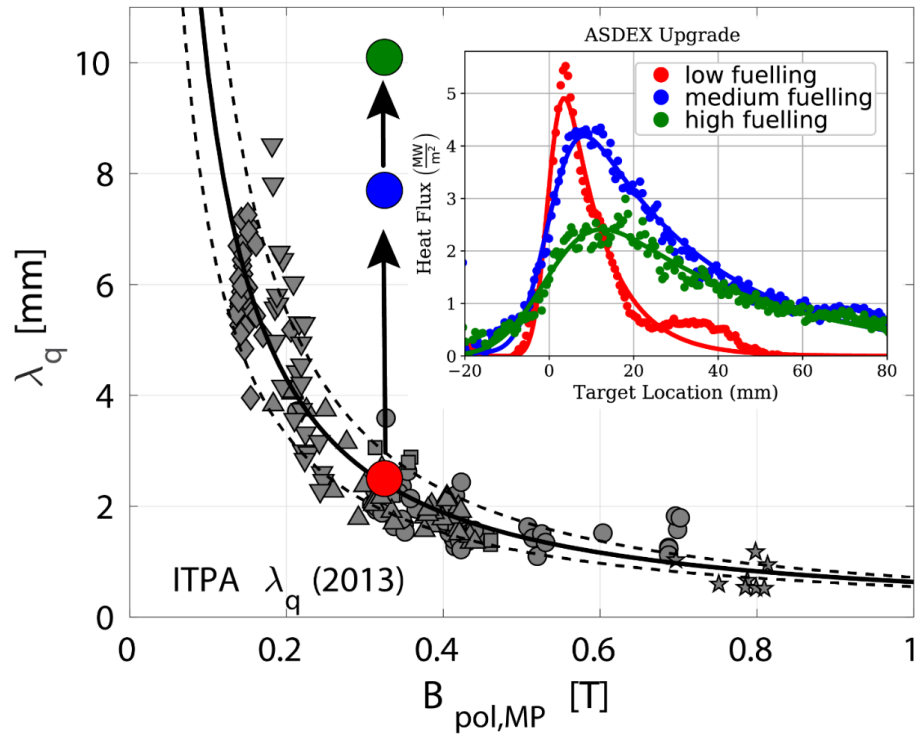 ASDEX Upgrade
low fuelling
medium fuelling
high fuelling
Heat Flux (MW/m²)
5
4
3
2
1
0
-20 0 20 40 60 80
Target Location (mm)
λq [mm]
10
8
6
4
2
0
ITPA λq (2013)
0 0.2 0.4 0.6 0.8 1
B pol,MP [T]